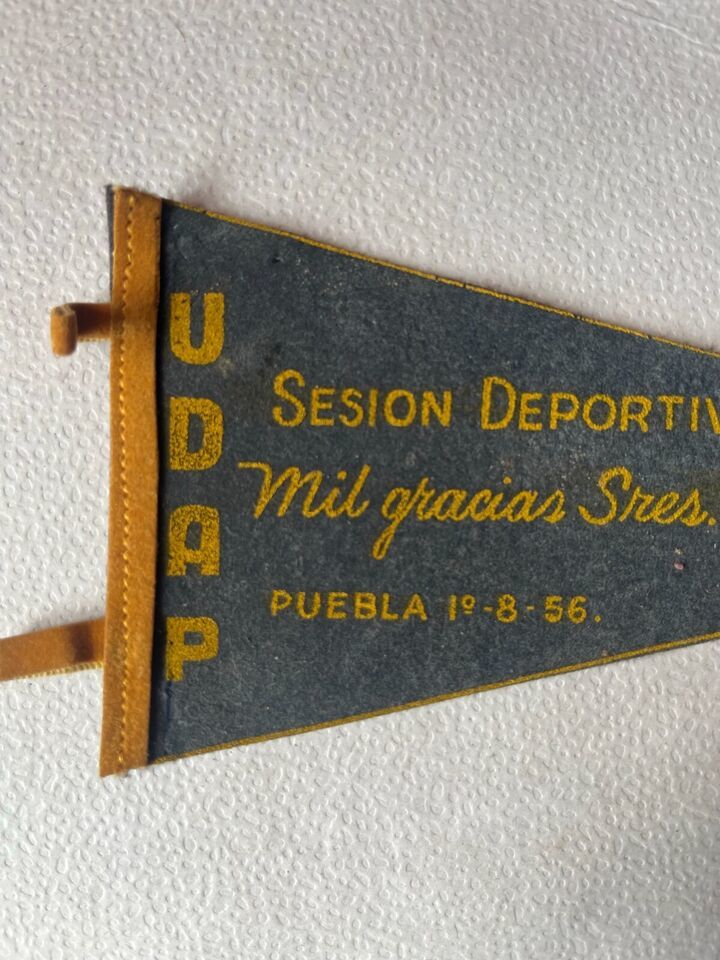 UDAP
SESION DEPORTIV
Mil gracias Sres.
PUEBLA 1º-8-56.